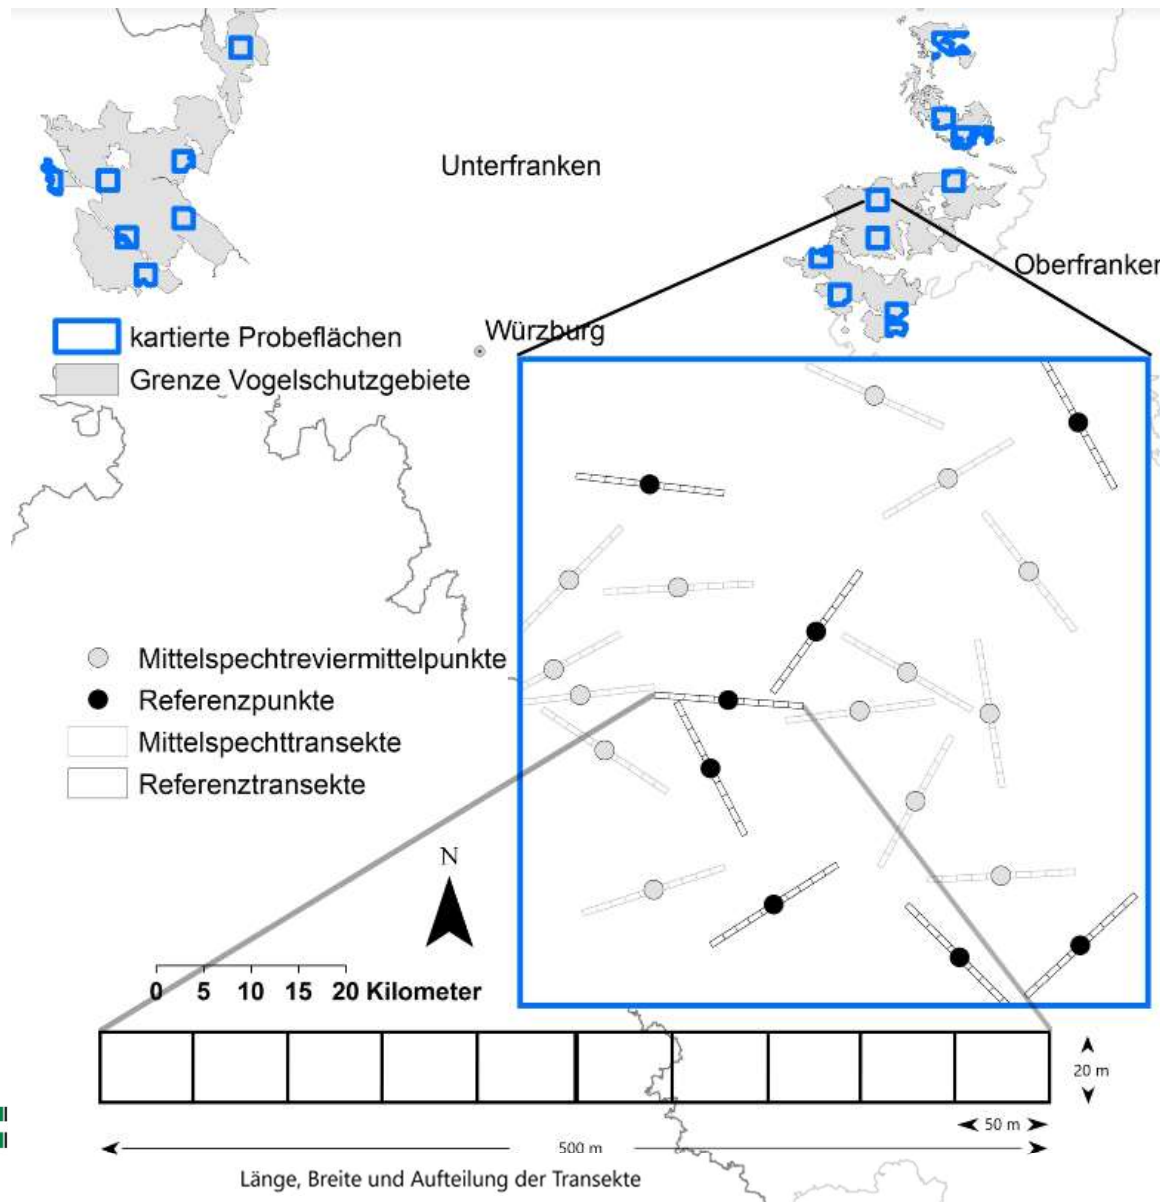 Unterfranken
Oberfranken
Würzburg
kartierte Probeflächen
Grenze Vogelschutzgebiete
Mittelspechtreviermittelpunkte
Referenzpunkte
Mittelspechttransekte
Referenztransekte
N
0 5 10 15 20 Kilometer
20 m
50 m
500 m
Länge, Breite und Aufteilung der Transekte